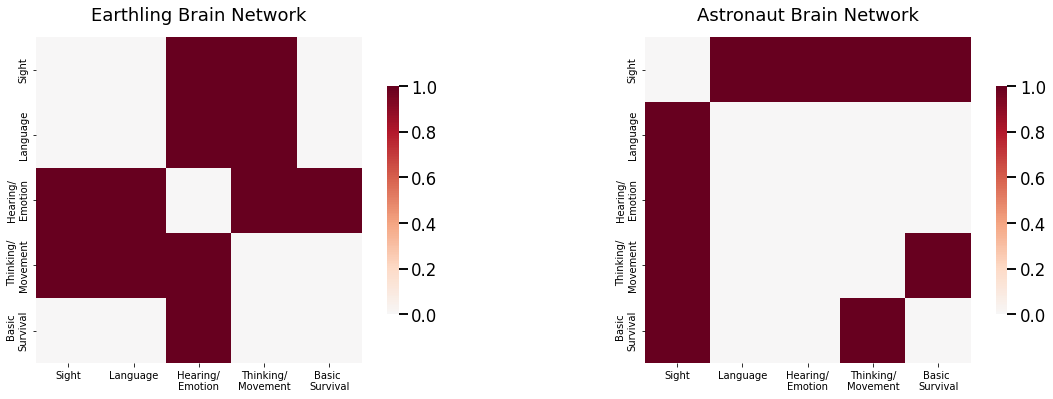 Earthling Brain Network
Sight
Language
Hearing/
Emotion
Thinking/
Movement
Basic
Survival
Sight
Language
Hearing/
Emotion
Thinking/
Movement
Basic
Survival
1.0
0.8
0.6
0.4
0.2
0.0
Astronaut Brain Network
Sight
Language
Hearing/
Emotion
Thinking/
Movement
Basic
Survival
Sight
Language
Hearing/
Emotion
Thinking/
Movement
Basic
Survival
1.0
0.8
0.6
0.4
0.2
0.0